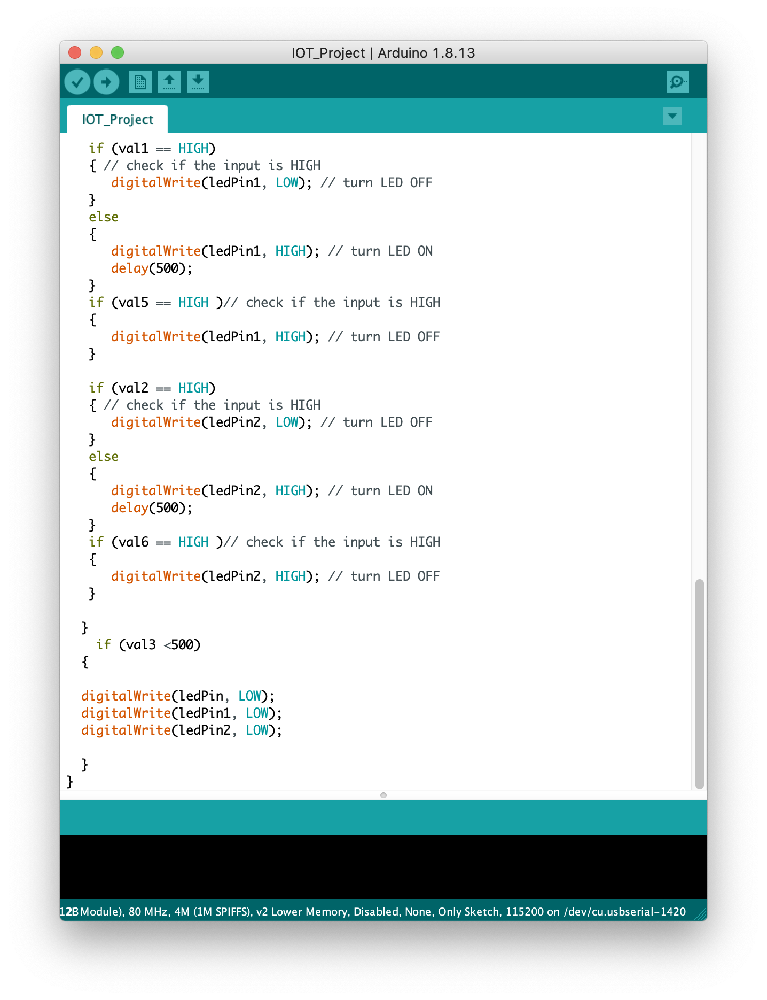 IOT_Project | Arduino 1.8.13
IOT_Project
if (val1 == HIGH)
{ // check if the input is HIGH
digitalWrite(ledPin1, LOW); // turn LED OFF
}
else
{
digitalWrite(ledPin1, HIGH); // turn LED ON
delay(500);
}
if (val5 == HIGH )// check if the input is HIGH
{
digitalWrite(ledPin1, HIGH); // turn LED OFF
}
if (val2 == HIGH)
{ // check if the input is HIGH
digitalWrite(ledPin2, LOW); // turn LED OFF
}
else
{
digitalWrite(ledPin2, HIGH); // turn LED ON
delay(500);
}
if (val6 == HIGH )// check if the input is HIGH
{
digitalWrite(ledPin2, HIGH); // turn LED OFF
}
}
if (val3 <500)
{
digitalWrite(ledPin, LOW);
digitalWrite(ledPin1, LOW);
digitalWrite(ledPin2, LOW);
}
}
Module), 80 MHz, 4M (1M SPIFFS), v2 Lower Memory, Disabled, None, Only Sketch, 115200 on /dev/cu.usbserial-1420